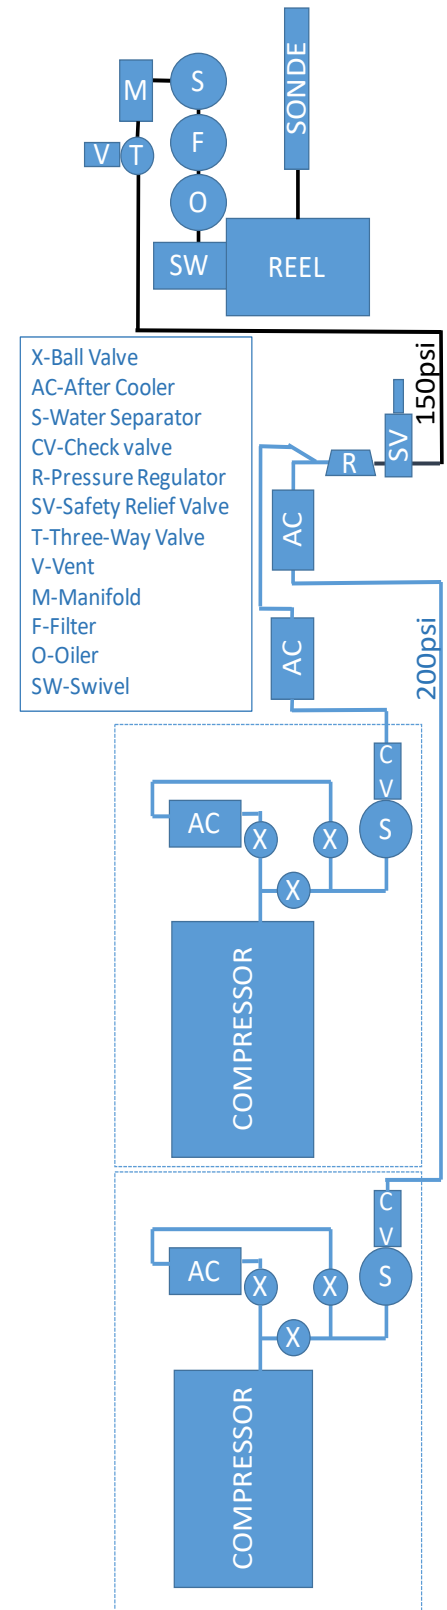 SONDE
S
M
F
V
T
O
SW
REEL
150psi
X-Ball Valve
AC-After Cooler
S-Water Separator
CV-Check valve
R-Pressure Regulator
SV-Safety Relief Valve
T-Three-Way Valve
V-Vent
M-Manifold
F-Filter
O-Oiler
SW-Swivel
SV
R
AC
AC
200psi
C
V
AC
X
X
S
X
COMPRESSOR
C
V
AC
X
X
S
X
COMPRESSOR